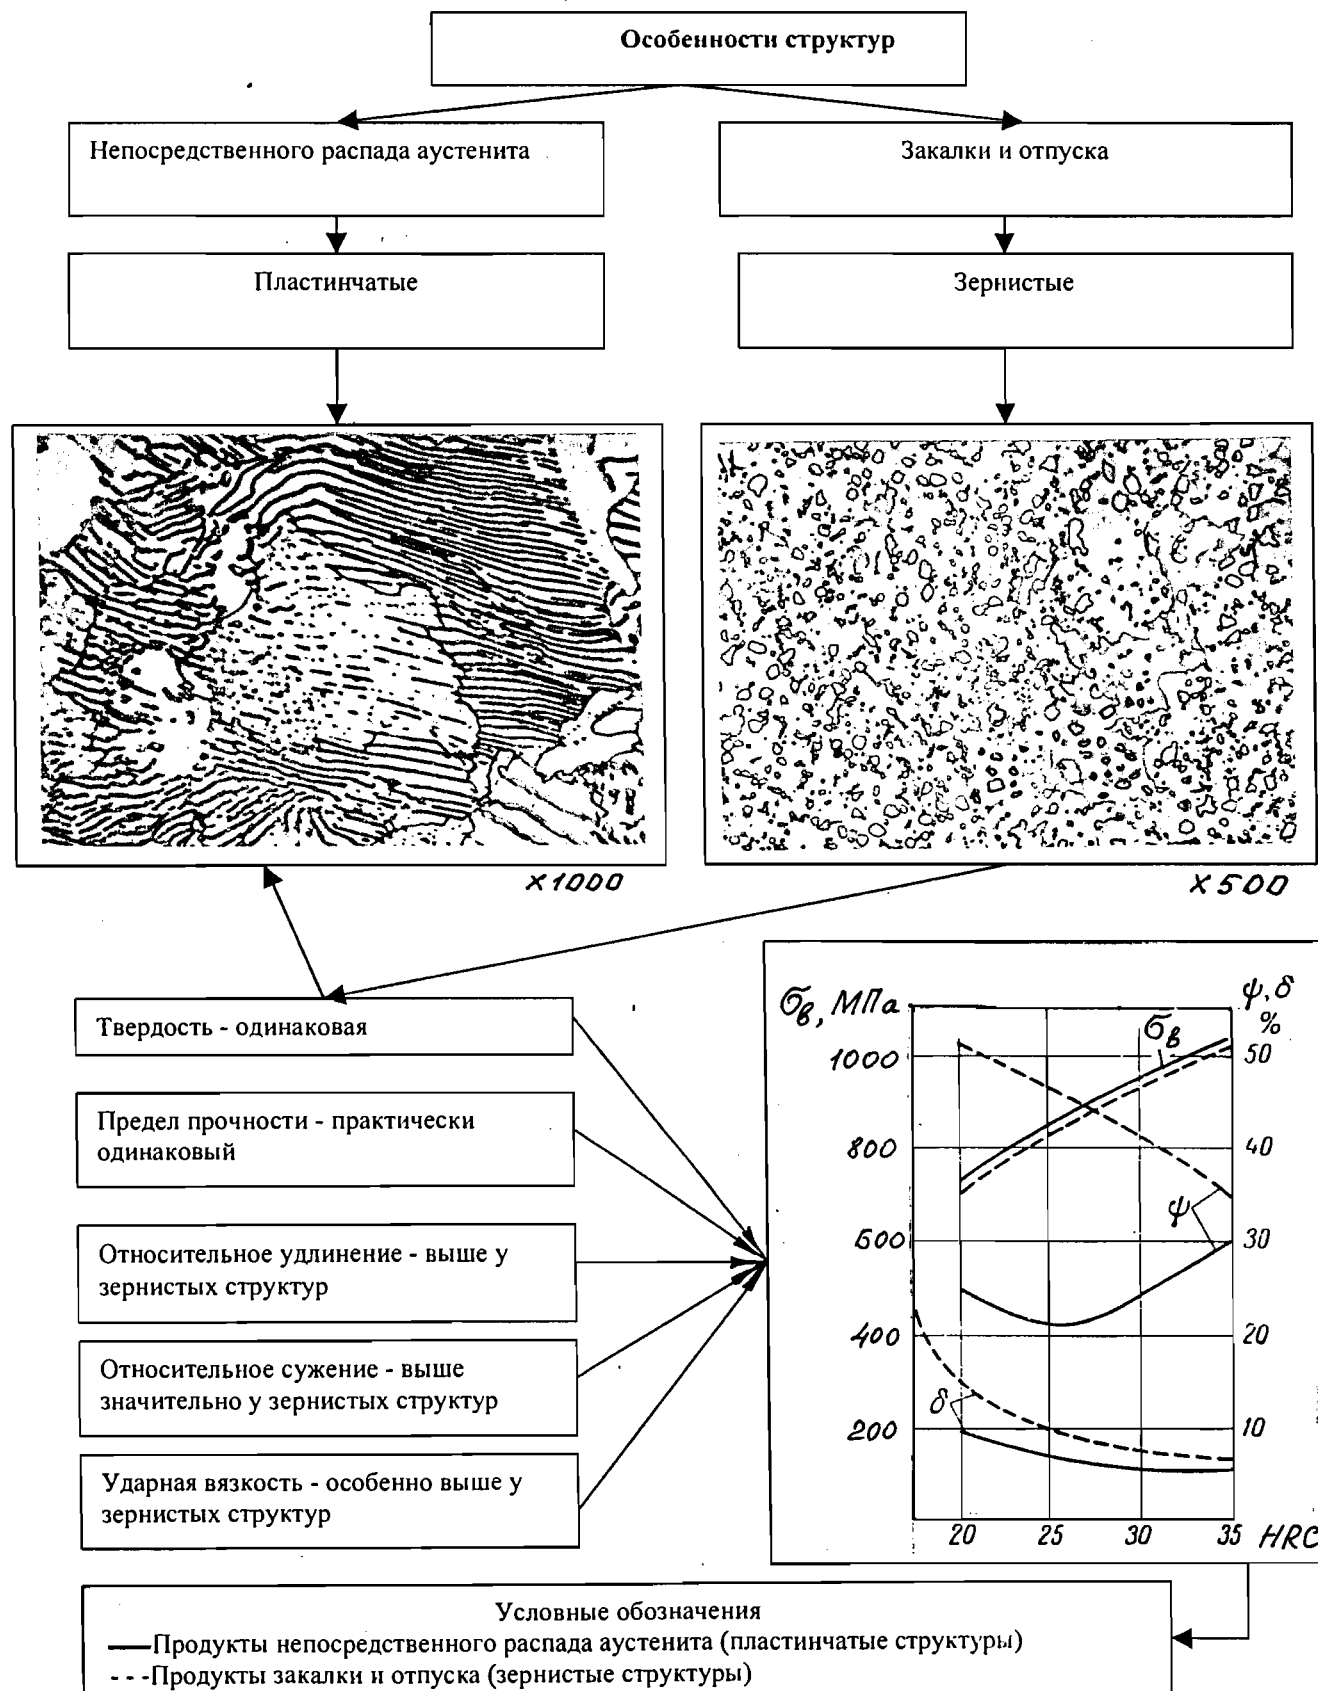 Особенности структур
Непосредственного распада аустенита
Закалки и отпуска
Пластинчатые
Зернистые
×1000
×500
Твердость - одинаковая
Предел прочности - практически
одинаковый
Относительное удлинение - выше у
зернистых структур
Относительное сужение - выше
значительно у зернистых структур
Ударная вязкость - особенно выше у
зернистых структур
σв, МПа
ψ, δ
%
1000
800
600
400
200
50
40
30
20
10
σв
ψ
δ
20 25 30 35 HRC
Условные обозначения
Продукты непосредственного распада аустенита (пластинчатые структуры)
Продукты закалки и отпуска (зернистые структуры)